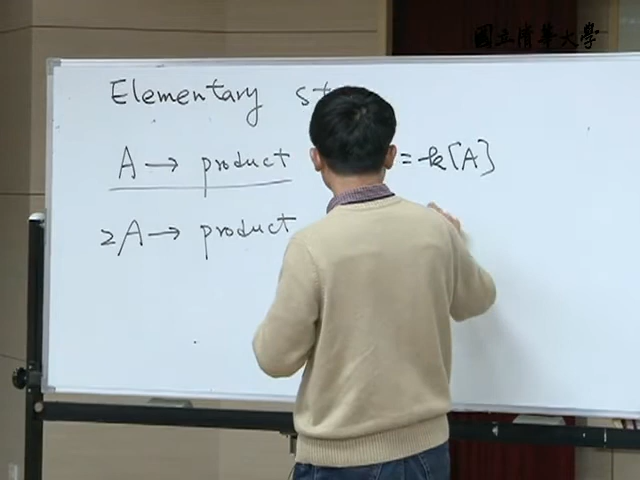 國立清華大學
Elementary st
A → product = k[A]
2A → product